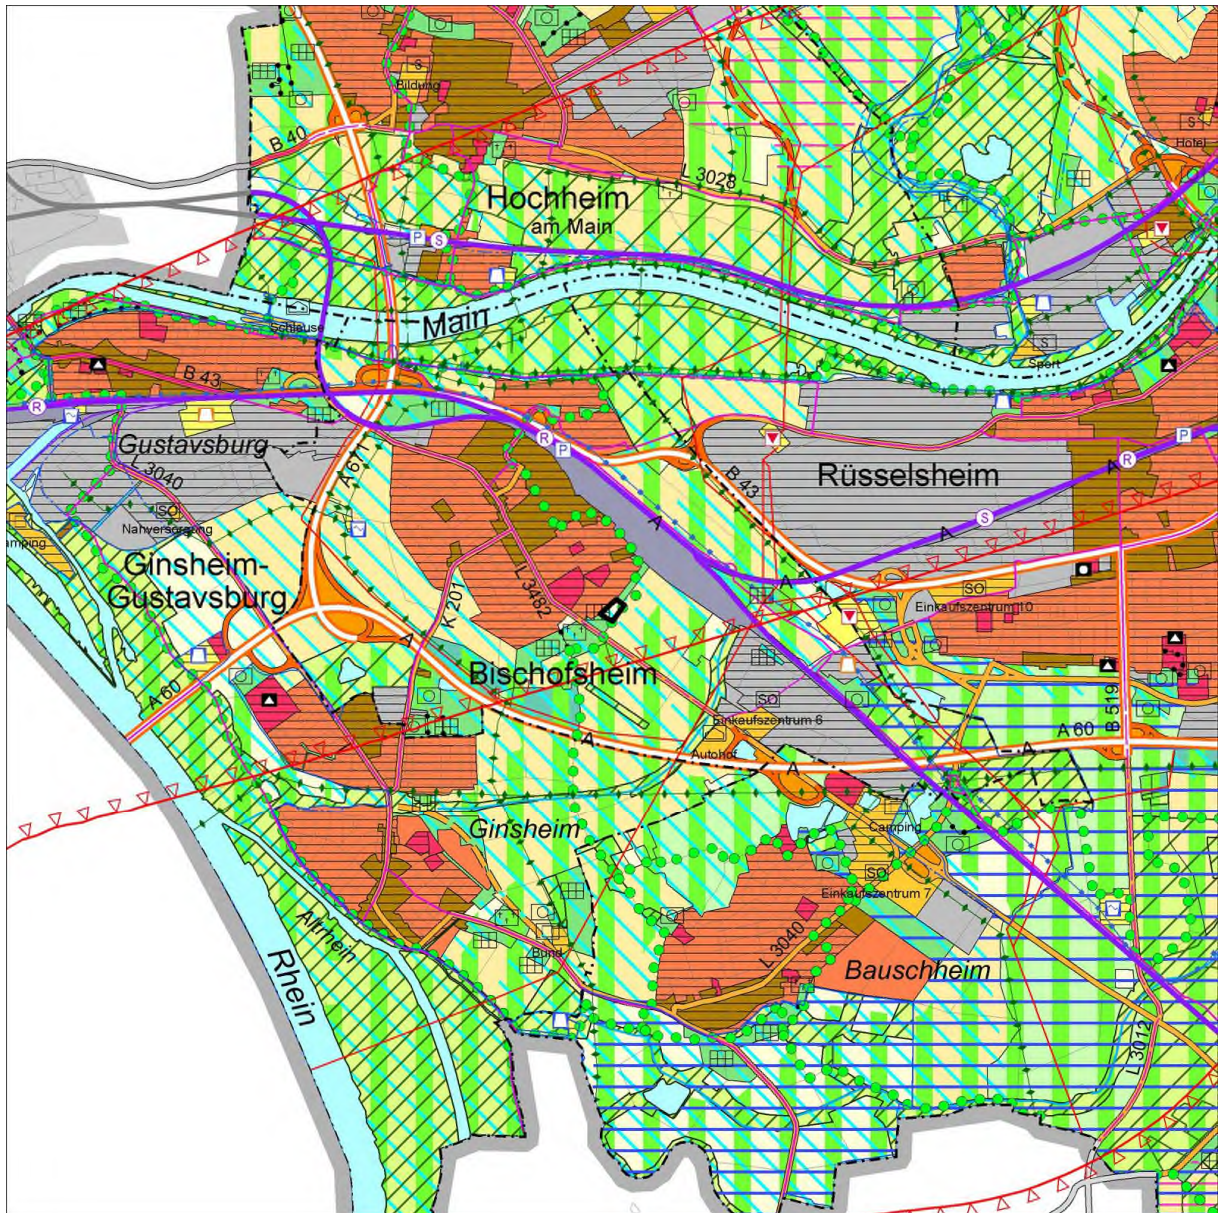 S
Bildung
B 40
L 3028
S
Hotel
Hochheim
am Main
P
S
Main
Schleuse
S
Sport
B 43
R
Gustavsburg
L 3040
A 671
R
P
B 43
Rüsselsheim
P
R
A
S
A
A
A
SO
Nahversorgung
Ginsheim-
Gustavsburg
K 201
L 3482
SO
Einkaufszentrum 10
A
Bischofsheim
A 60
SO
Einkaufszentrum 6
Autohof
B 519
A 60
A
A
A
Camping
Ginsheim
SO
Einkaufszentrum 7
Altrhein
Bund
L 3040
Bauschheim
Rhein
L 3012